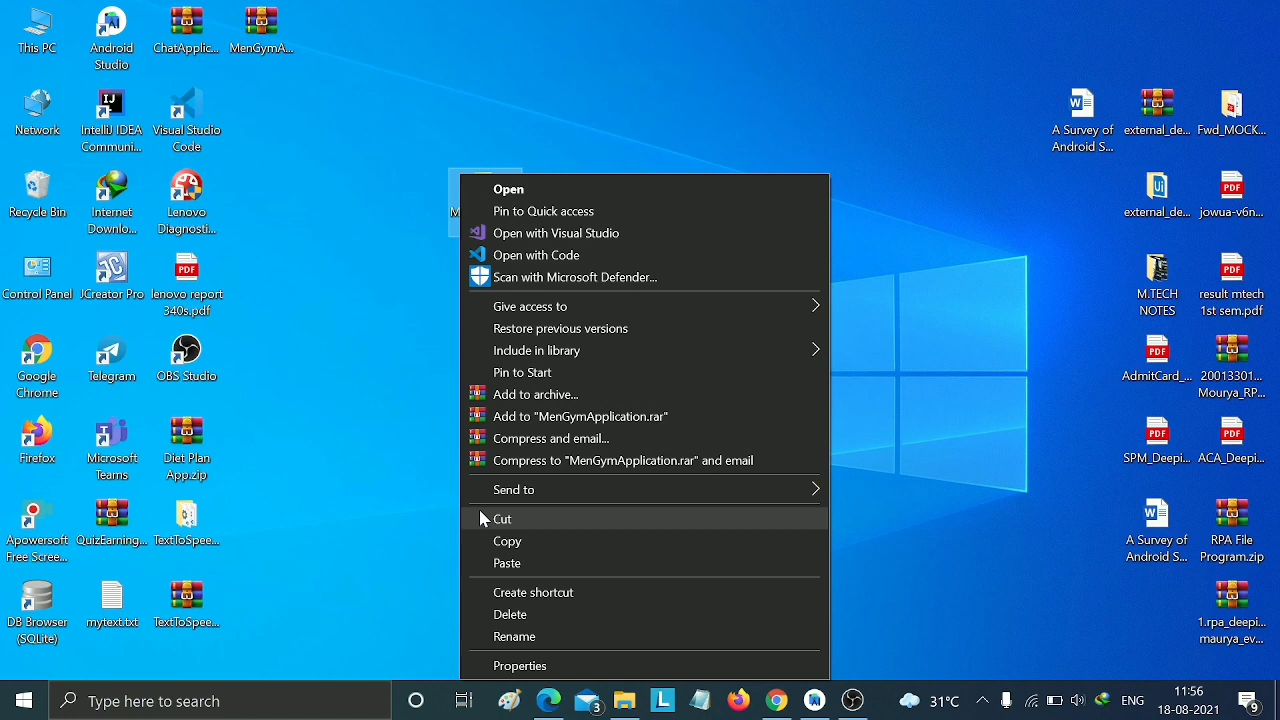 This PC
Android
Studio
ChatApplic...
MenGymA...
Network
IntelliJ IDEA
Communi...
Visual Studio
Code
Recycle Bin
Internet
Downlo...
Lenovo
Diagnosti...
Control Panel
JCreator Pro
lenovo report
340s.pdf
Google
Chrome
Telegram
OBS Studio
Firefox
Microsoft
Teams
Diet Plan
App.zip
Apowersoft
Free Scree...
QuizEarning...
TextToSpee...
DB Browser
(SQLite)
mytext.txt
TextToSpee...
Open
Pin to Quick access
Open with Visual Studio
Open with Code
Scan with Microsoft Defender...
Give access to
Restore previous versions
Include in library
Pin to Start
Add to archive...
Add to "MenGymApplication.rar"
Compress and email...
Compress to "MenGymApplication.rar" and email
Send to
Cut
Copy
Paste
Create shortcut
Delete
Rename
Properties
A Survey of
Android S...
external_de...
Fwd_MOCK...
external_de...
jowua-v6n...
M.TECH
NOTES
result mtech
1st sem.pdf
AdmitCard_...
20013301...
Mourya_RP...
SPM_Deepi...
ACA_Deepi...
A Survey of
Android S...
RPA File
Program.zip
1.rpa_deepi...
maurya_ev...
Type here to search
3
L
31°C
ENG
11:56
18-08-2021
9